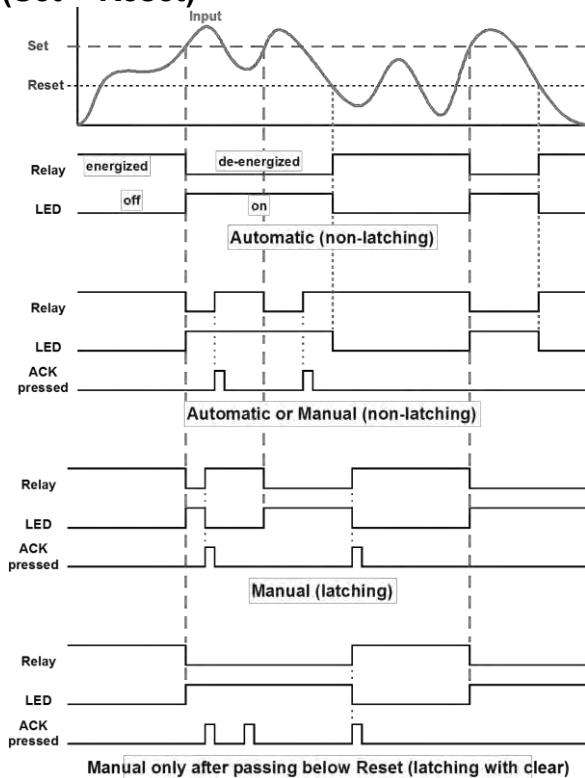 Input
Set
Reset
energized
de-energized
Relay
off
on
LED
Automatic (non-latching)
Relay
LED
ACK
pressed
Automatic or Manual (non-latching)
Relay
LED
ACK
pressed
Manual (latching)
Relay
LED
ACK
pressed
Manual only after passing below Reset (latching with clear)